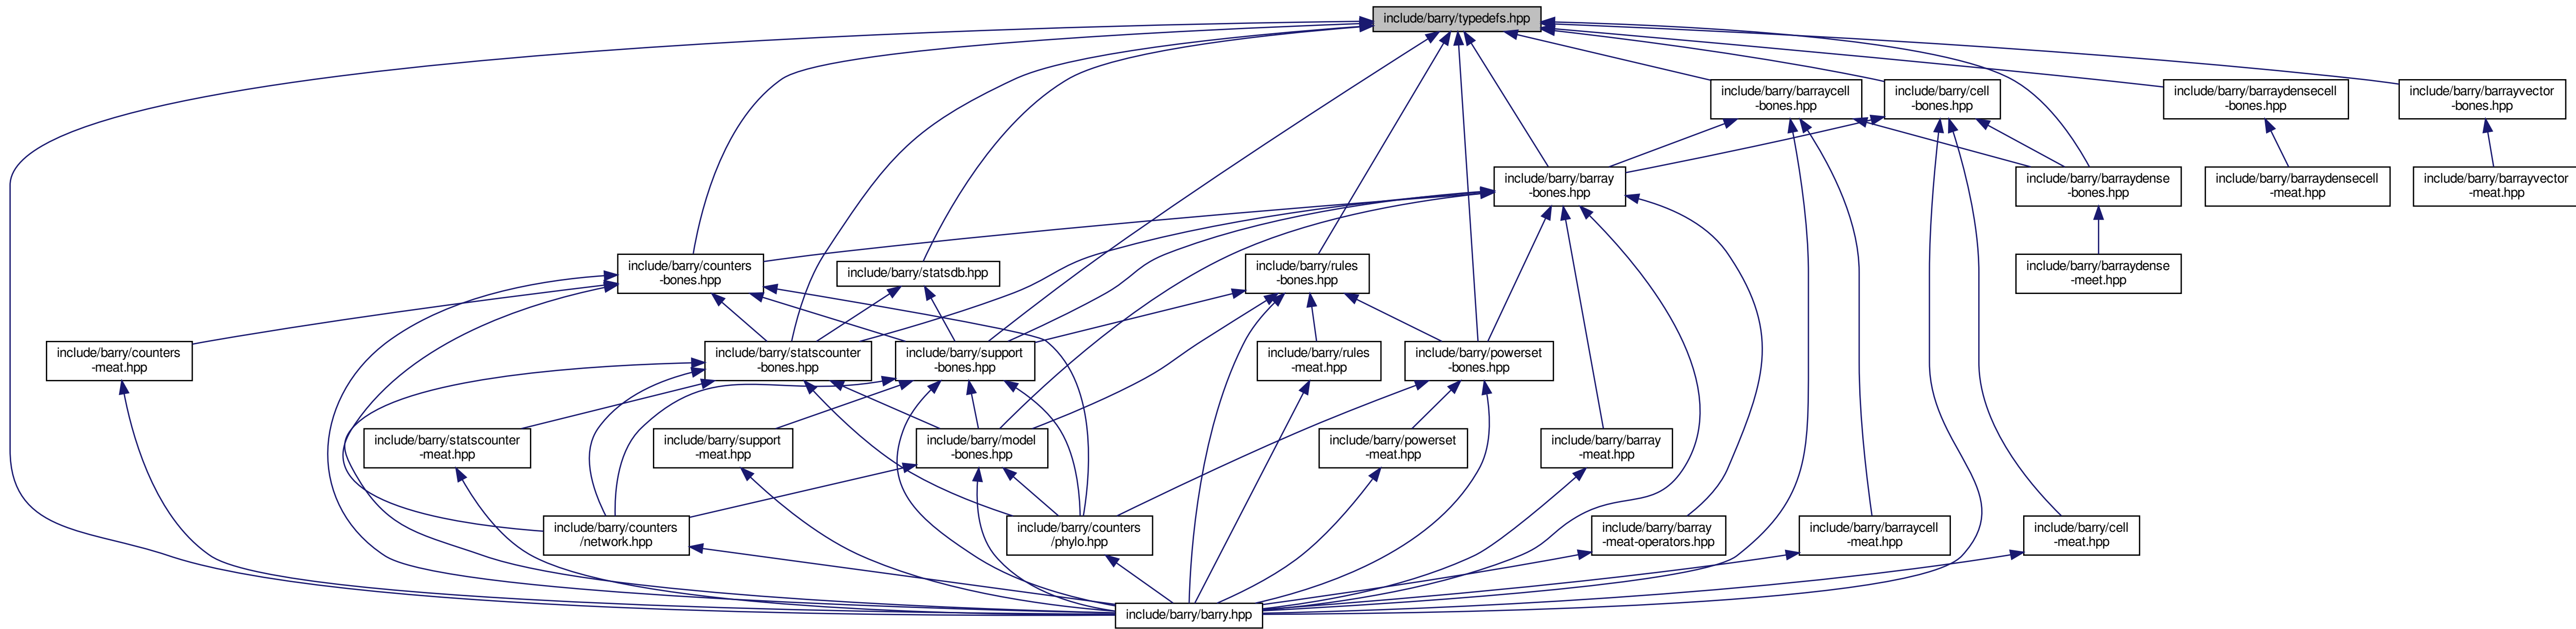 include/barry/typedefs.hpp
include/barry/barraycell
-bones.hpp
include/barry/cell
-bones.hpp
include/barry/barraydensecell
-bones.hpp
include/barry/barrayvector
-bones.hpp
include/barry/barray
-bones.hpp
include/barry/barraydense
-bones.hpp
include/barry/barraydensecell
-meat.hpp
include/barry/barrayvector
-meat.hpp
include/barry/counters
-bones.hpp
include/barry/statsdb.hpp
include/barry/rules
-bones.hpp
include/barry/barraydense
-meet.hpp
include/barry/counters
-meat.hpp
include/barry/statscounter
-bones.hpp
include/barry/support
-bones.hpp
include/barry/rules
-meat.hpp
include/barry/powerset
-bones.hpp
include/barry/statscounter
-meat.hpp
include/barry/support
-meat.hpp
include/barry/model
-bones.hpp
include/barry/powerset
-meat.hpp
include/barry/barray
-meat.hpp
include/barry/counters
/network.hpp
include/barry/counters
/phylo.hpp
include/barry/barray
-meat-operators.hpp
include/barry/barraycell
-meat.hpp
include/barry/cell
-meat.hpp
include/barry/barry.hpp